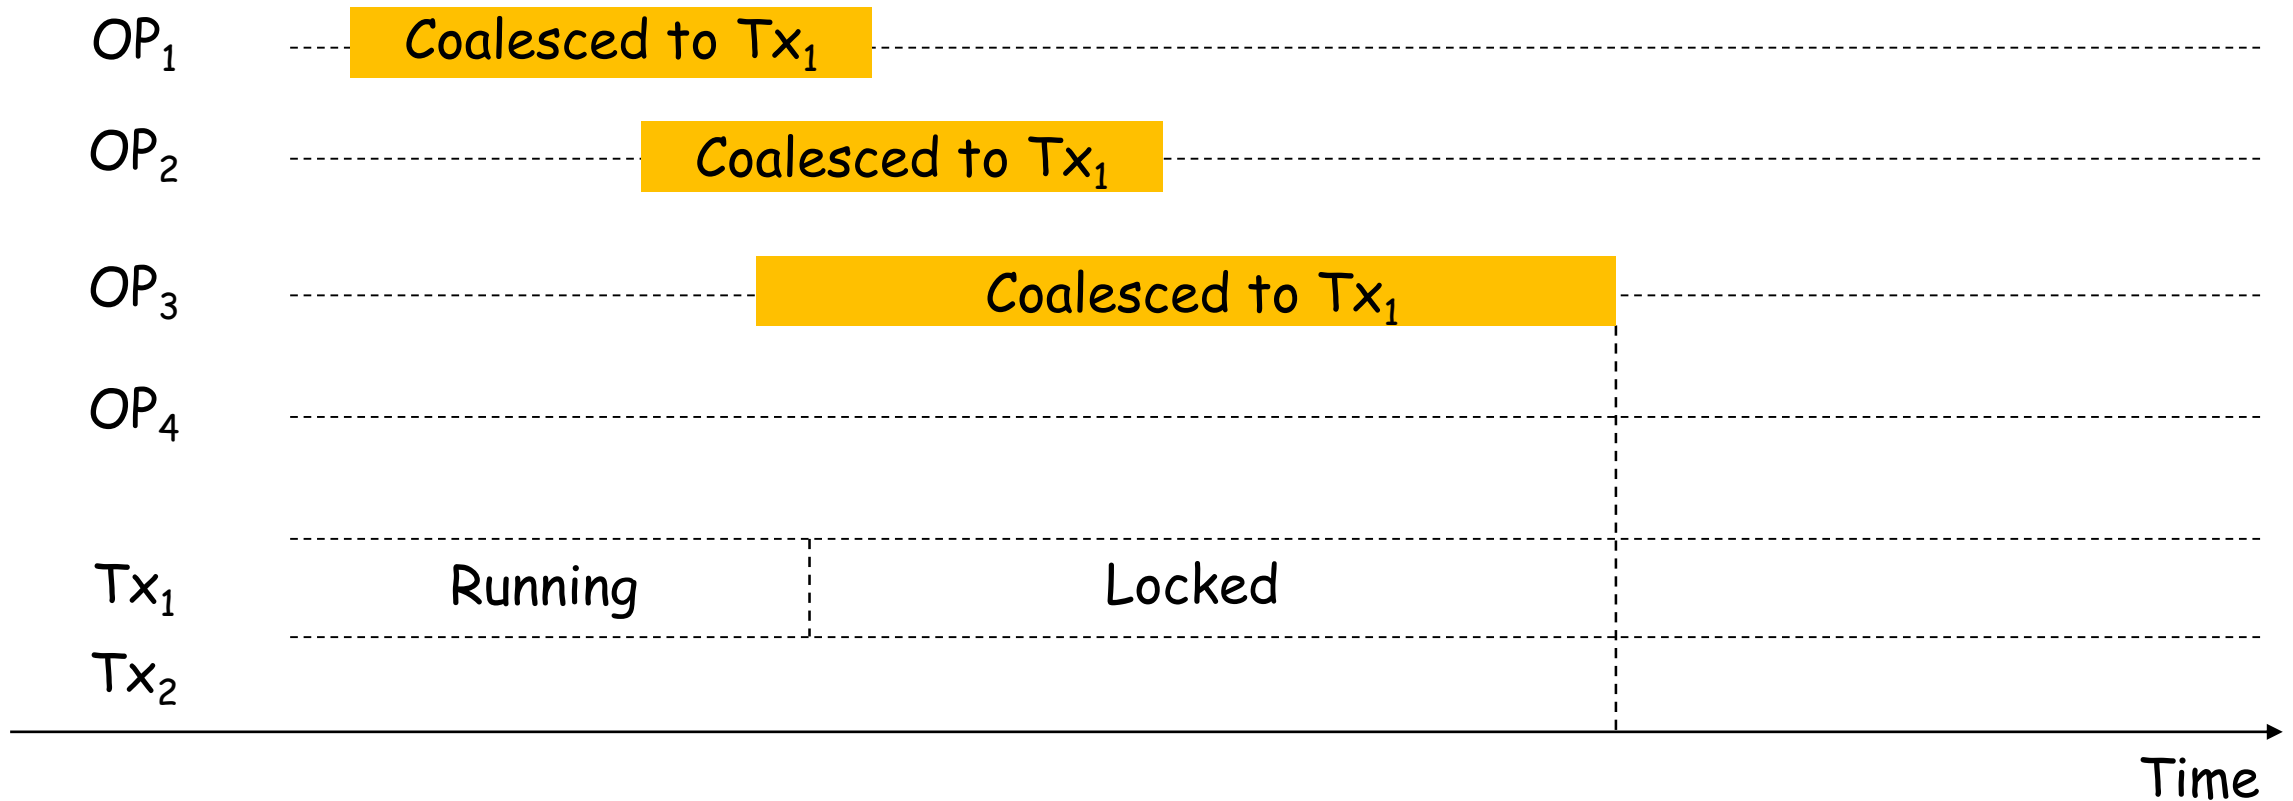 OP₁ Coalesced to Tx₁
OP₂ Coalesced to Tx₁
OP₃ Coalesced to Tx₁
OP₄
Tx₁ Running Locked
Tx₂
Time